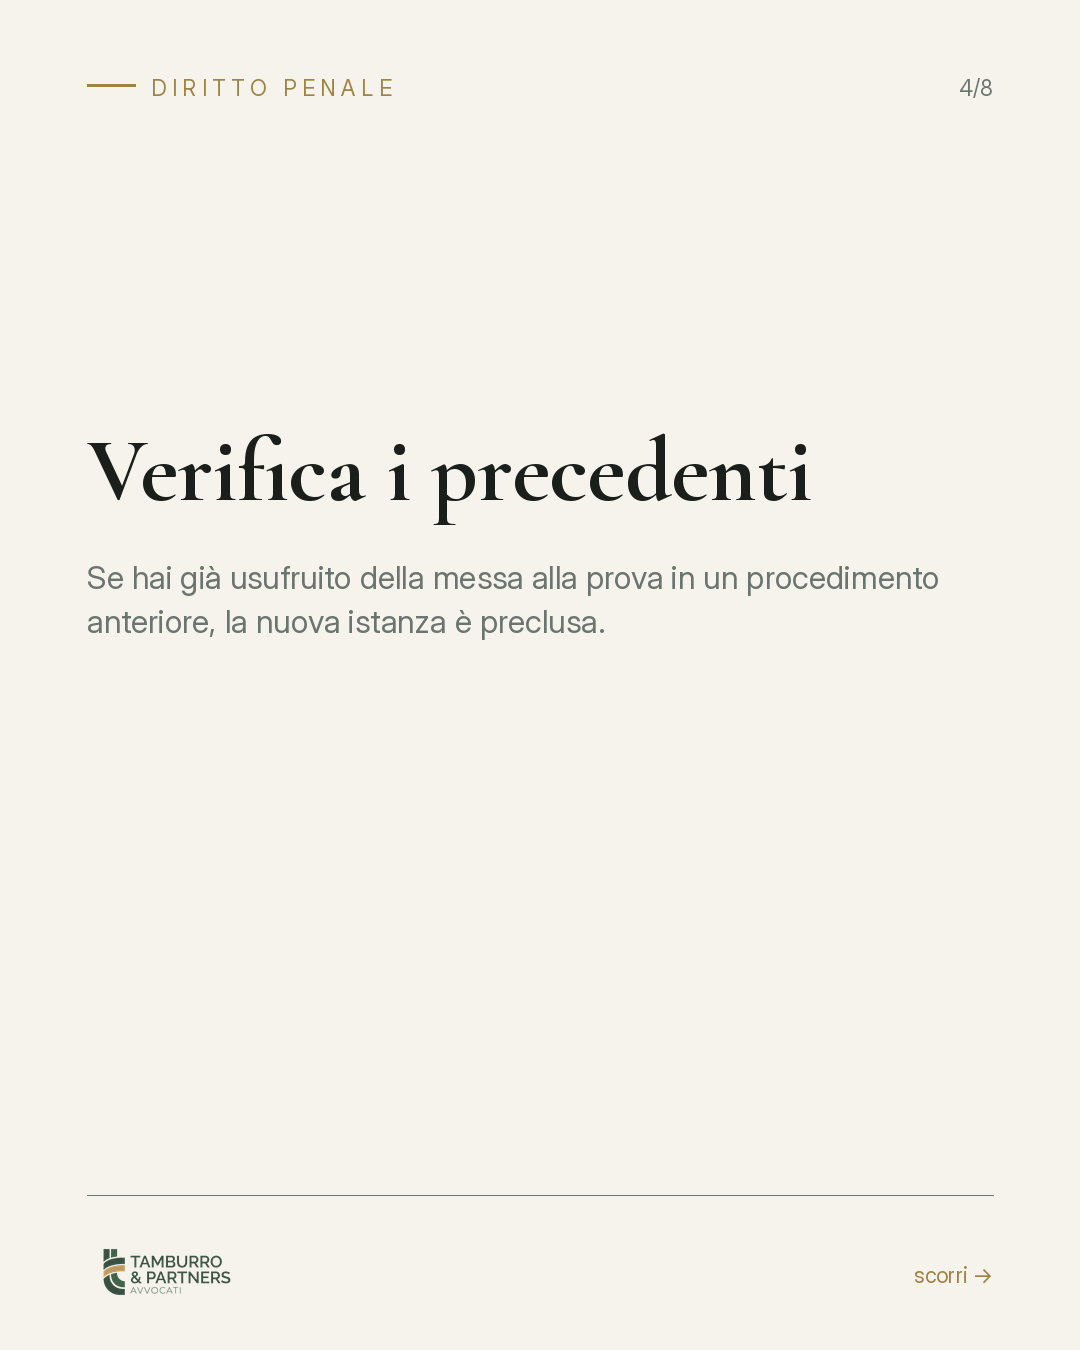 DIRITTO PENALE
4/8
Verifica i precedenti
Se hai già usufruito della messa alla prova in un procedimento
anteriore, la nuova istanza è preclusa.
TAMBURRO
& PARTNERS
AVVOCATI
scorri →